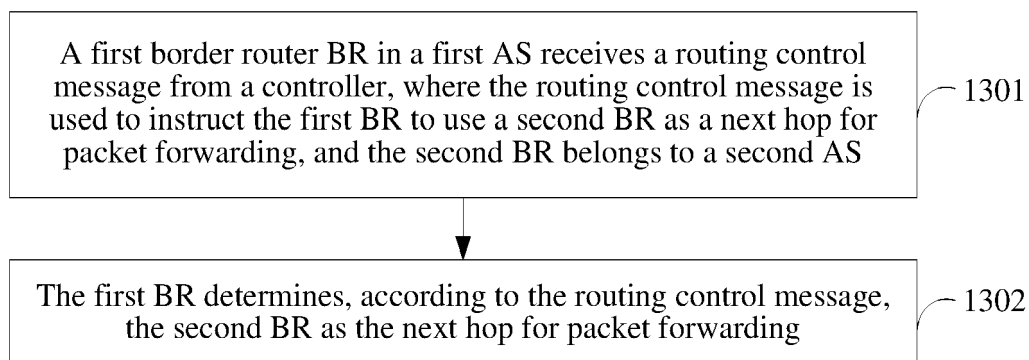 A first border router BR in a first AS receives a routing control
message from a controller, where the routing control message is
used to instruct the first BR to use a second BR as a next hop for
packet forwarding, and the second BR belongs to a second AS
1301
The first BR determines, according to the routing control message,
the second BR as the next hop for packet forwarding
1302